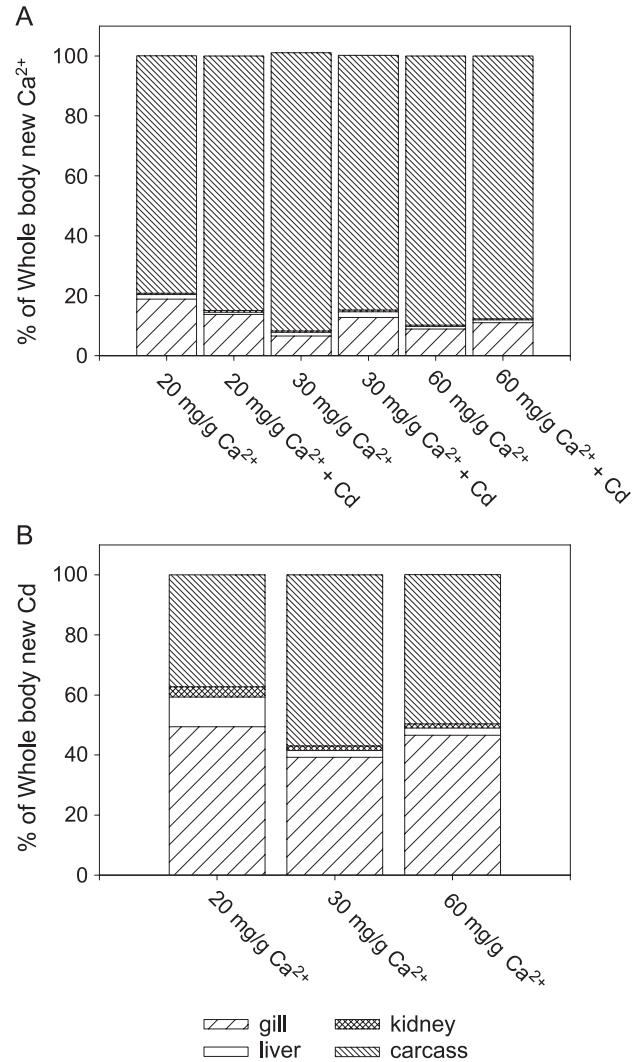 A
% of Whole body new Ca²⁺
100
80
60
40
20
0
20 mg/g Ca²⁺
20 mg/g Ca²⁺ + Cd
30 mg/g Ca²⁺
30 mg/g Ca²⁺ + Cd
60 mg/g Ca²⁺
60 mg/g Ca²⁺ + Cd
B
% of Whole body new Cd
100
80
60
40
20
0
20 mg/g Ca²⁺
30 mg/g Ca²⁺
60 mg/g Ca²⁺
gill
kidney
liver
carcass